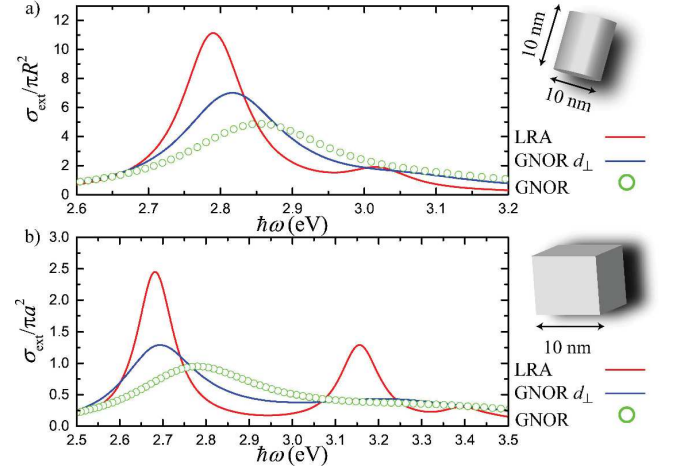 a)
12
10
8
6
4
2
0
σext/πR²
2.6 2.7 2.8 2.9 3.0 3.1 3.2
ħω (eV)
10 nm
10 nm
LRA
GNOR d⊥
GNOR
b)
3.0
2.5
2.0
1.5
1.0
0.5
0.0
σext/πa²
2.5 2.6 2.7 2.8 2.9 3.0 3.1 3.2 3.3 3.4 3.5
ħω (eV)
10 nm
LRA
GNOR d⊥
GNOR